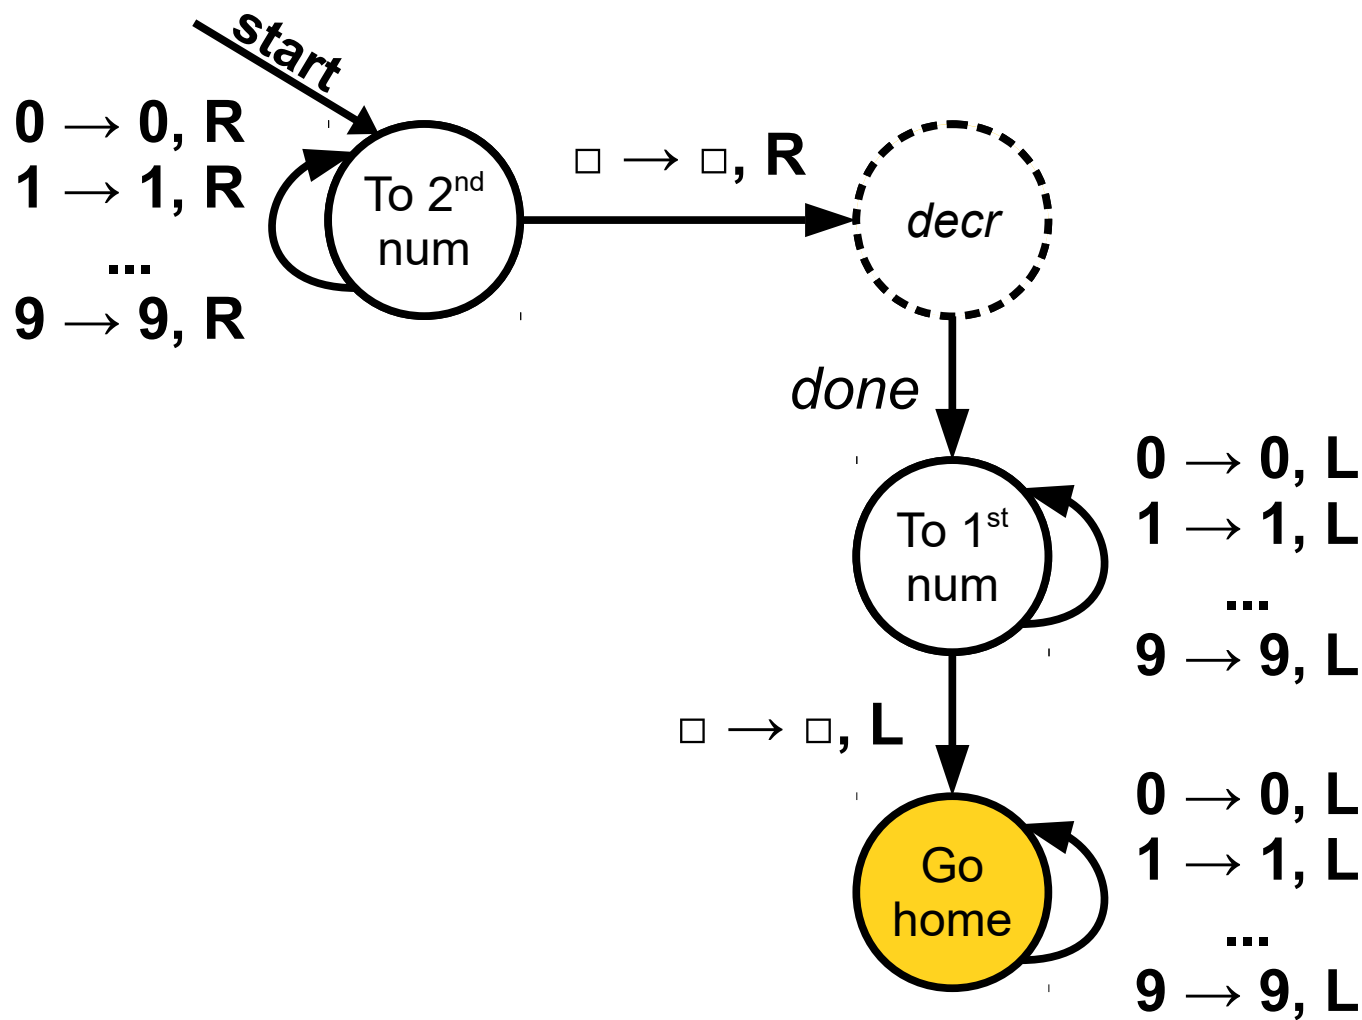 start
0 → 0, R
1 → 1, R
...
9 → 9, R
To 2nd
num
□ → □, R
decr
done
To 1st
num
0 → 0, L
1 → 1, L
...
9 → 9, L
□ → □, L
Go
home
0 → 0, L
1 → 1, L
...
9 → 9, L